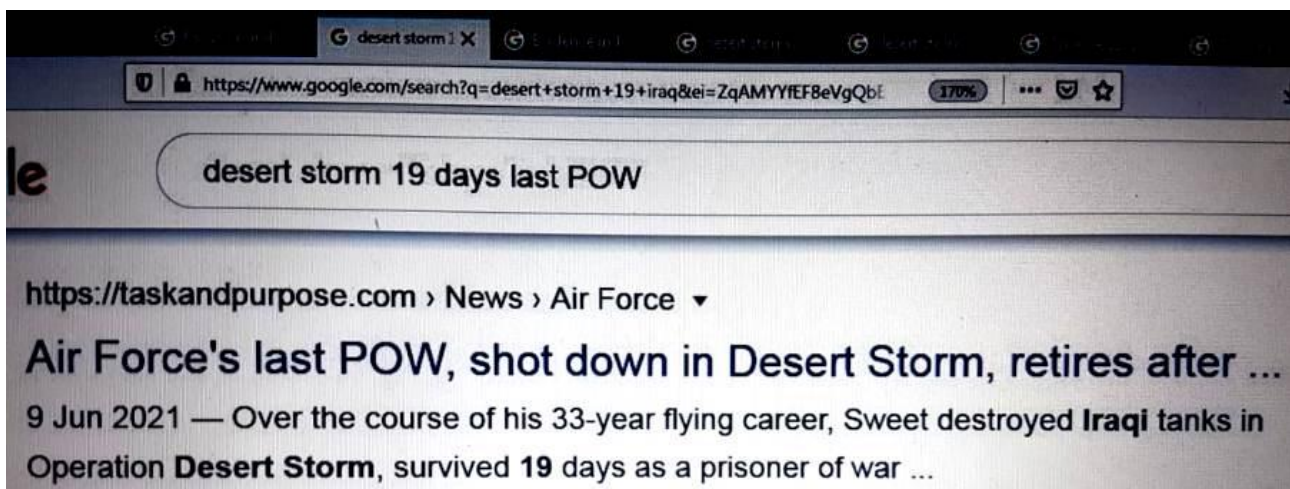 desert storm 1
https://www.google.com/search?q=desert+storm+19+iraq&ei=ZqAMYYfEF8eVgQbE
170%
le
desert storm 19 days last POW
https://taskandpurpose.com › News › Air Force
Air Force's last POW, shot down in Desert Storm, retires after ...
9 Jun 2021 — Over the course of his 33-year flying career, Sweet destroyed Iraqi tanks in
Operation Desert Storm, survived 19 days as a prisoner of war ...